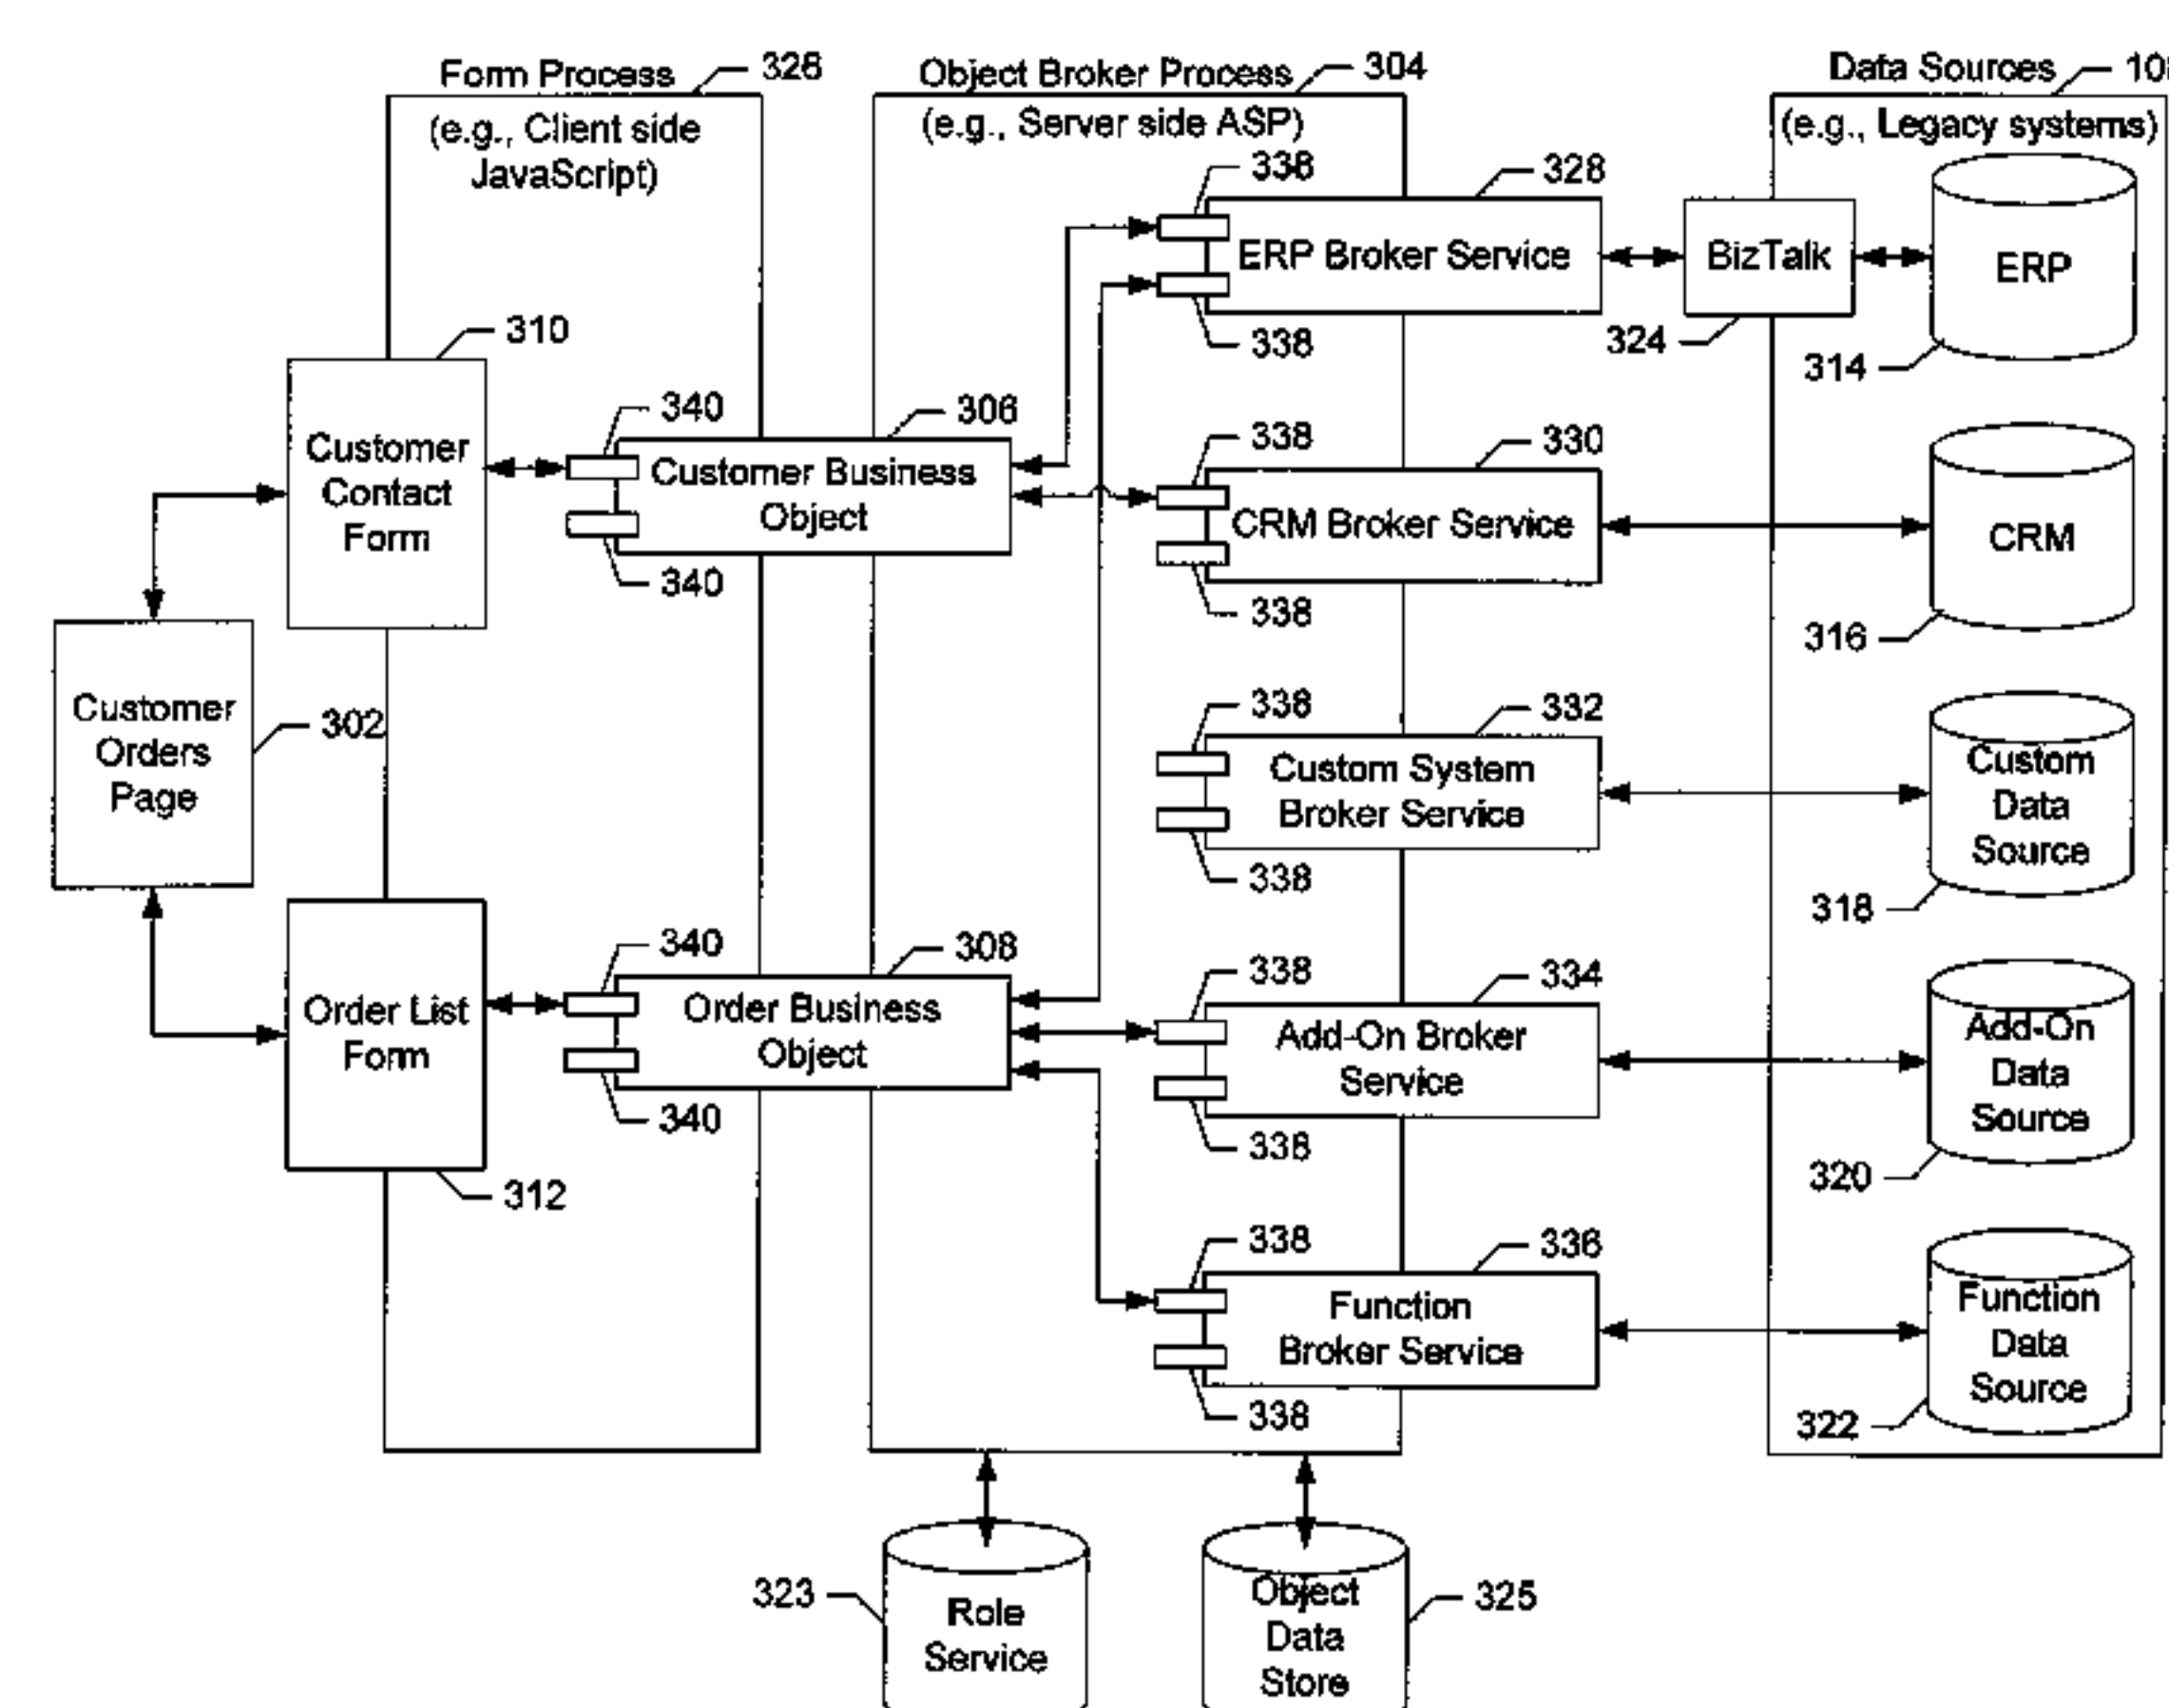 Form Process
326
(e.g., Client side
JavaScript)
Object Broker Process
304
(e.g., Server side ASP)
Data Sources
(e.g., Legacy systems)
338
328
ERP Broker Service
338
BizTalk
324
ERP
314
310
Customer
Contact
Form
340
306
Customer Business
Object
340
338
330
CRM Broker Service
338
CRM
316
Customer
Orders
Page
302
338
332
Custom System
Broker Service
338
Custom
Data
Source
318
Order List
Form
312
340
308
Order Business
Object
340
338
334
Add-On Broker
Service
338
Add-On
Data
Source
320
338
336
Function
Broker Service
338
Function
Data
Source
322
323
Role
Service
Object
Data
Store
325